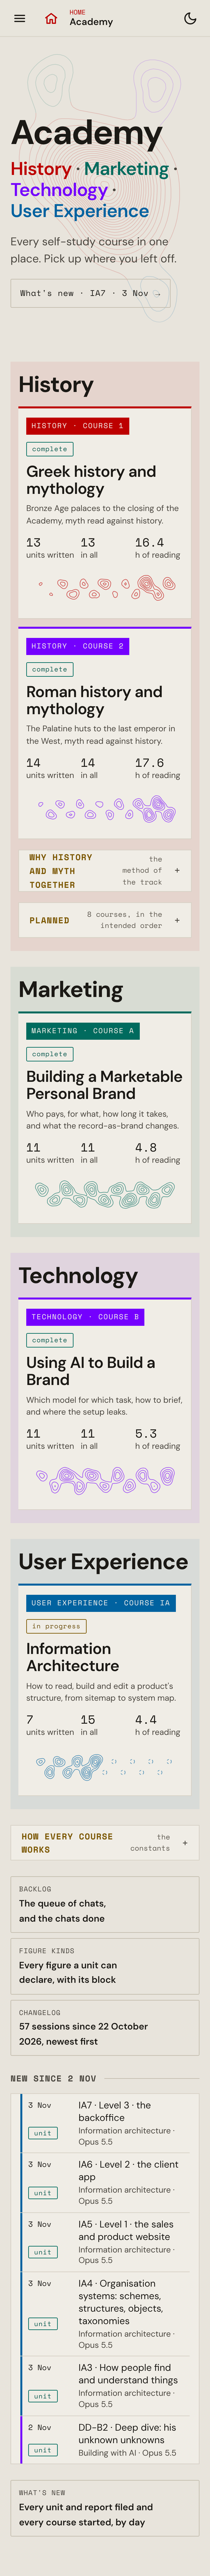 HOME
Academy
Academy
History · Marketing ·
Technology ·
User Experience
Every self-study course in one
place. Pick up where you left off.
What's new · IA7 · 3 Nov →
History
HISTORY · COURSE 1
complete
Greek history and
mythology
Bronze Age palaces to the closing of the
Academy, myth read against history.
13 13 16.4
units written in all h of reading
HISTORY · COURSE 2
complete
Roman history and
mythology
The Palatine huts to the last emperor in
the West, myth read against history.
14 14 17.6
units written in all h of reading
WHY HISTORY
AND MYTH
TOGETHER
the
method of
the track
+
PLANNED
8 courses, in the
intended order
+
Marketing
MARKETING · COURSE A
complete
Building a Marketable
Personal Brand
Who pays, for what, how long it takes,
and what the record-as-brand changes.
11 11 4.8
units written in all h of reading
Technology
TECHNOLOGY · COURSE B
complete
Using AI to Build a
Brand
Which model for which task, how to brief,
and where the setup leaks.
11 11 5.3
units written in all h of reading
User Experience
USER EXPERIENCE · COURSE IA
in progress
Information
Architecture
How to read, build and edit a product's
structure, from sitemap to system map.
7 15 4.4
units written in all h of reading
HOW EVERY COURSE
WORKS
the
constants
+
BACKLOG
The queue of chats,
and the chats done
FIGURE KINDS
Every figure a unit can
declare, with its block
CHANGELOG
57 sessions since 22 October
2026, newest first
NEW SINCE 2 NOV
3 Nov
unit
IA7 · Level 3 · the
backoffice
Information architecture ·
Opus 5.5
3 Nov
unit
IA6 · Level 2 · the client
app
Information architecture ·
Opus 5.5
3 Nov
unit
IA5 · Level 1 · the sales
and product website
Information architecture ·
Opus 5.5
3 Nov
unit
IA4 · Organisation
systems: schemes,
structures, objects,
taxonomies
Information architecture ·
Opus 5.5
3 Nov
unit
IA3 · How people find
and understand things
Information architecture ·
Opus 5.5
2 Nov
unit
DD-B2 · Deep dive: his
unknown unknowns
Building with AI · Opus 5.5
WHAT'S NEW
Every unit and report filed and
every course started, by day